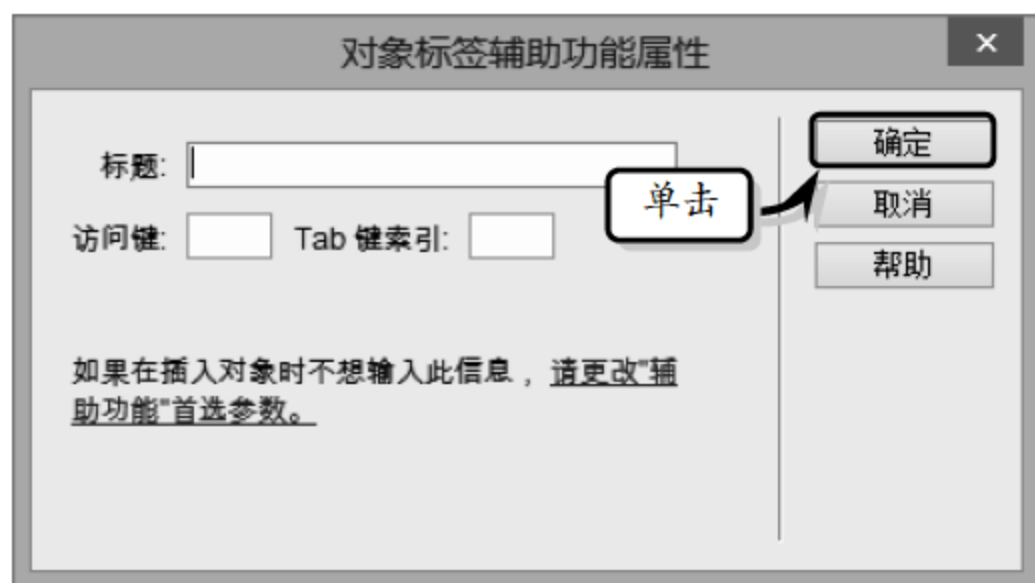 对象标签辅助功能属性
标题:
确定
单击
取消
访问键:
Tab 键索引:
帮助
如果在插入对象时不想输入此信息，请更改"辅
助功能"首选参数。